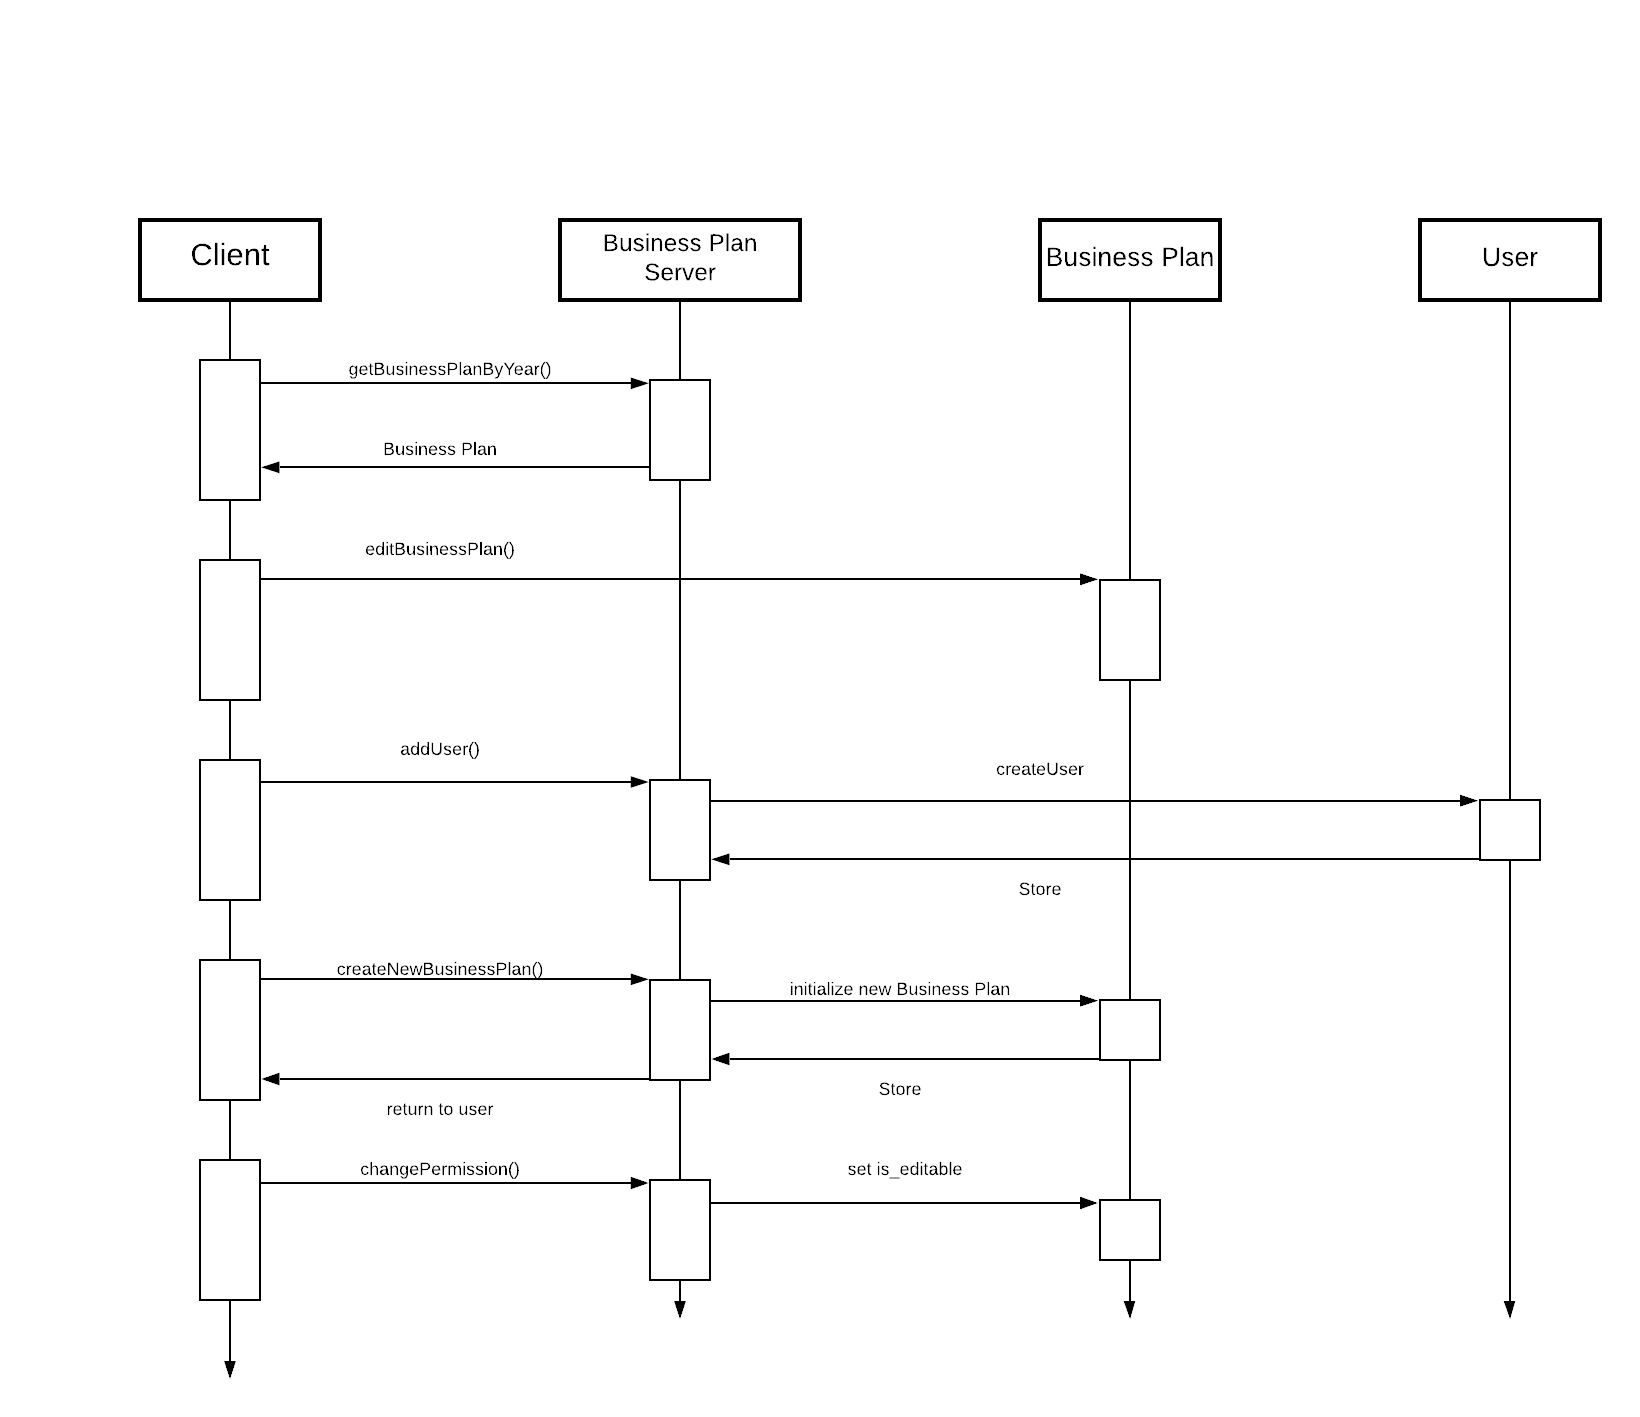 Client
Business Plan
Server
Business Plan
User
getBusinessPlanByYear()
Business Plan
editBusinessPlan()
addUser()
createUser
Store
createNewBusinessPlan()
initialize new Business Plan
Store
return to user
changePermission()
set is_editable